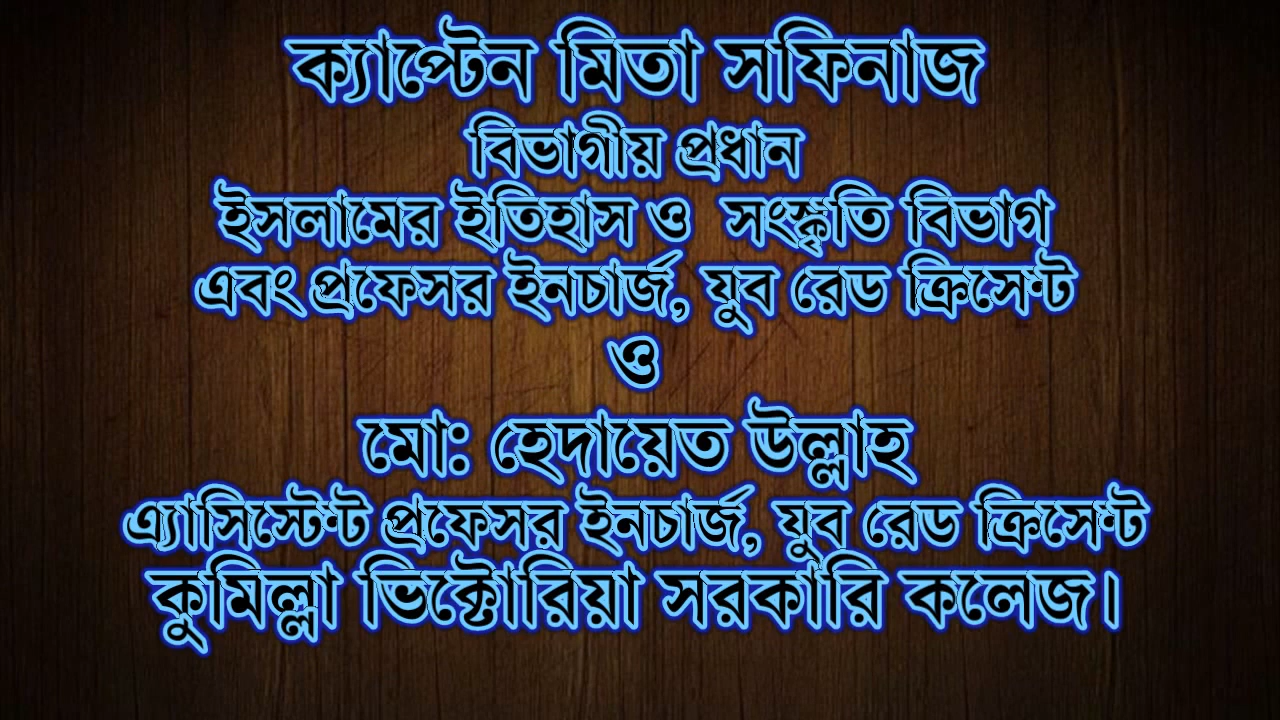 ক্যাপ্টেন মিতা সফিনাজ
বিভাগীয় প্রধান
ইসলামের ইতিহাস ও সংস্কৃতি বিভাগ
এবং প্রফেসর ইনচার্জ, যুব রেড ক্রিসেন্ট
ও
মো: হেদায়েত উল্লাহ
এ্যাসিস্টেন্ট প্রফেসর ইনচার্জ, যুব রেড ক্রিসেন্ট
কুমিল্লা ভিক্টোরিয়া সরকারি কলেজ।